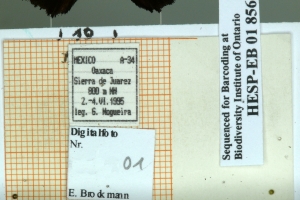 10
MEXICO A-34
Oaxaca
Sierra de Juarez
800 m NN
2.-4.VI.1995
leg. G. Nogueira
Digitalfoto
Nr.
01
E. Brockmann
Sequenced for Barcoding at
Biodiversity Institute of Ontario
HESP-EB 01 856